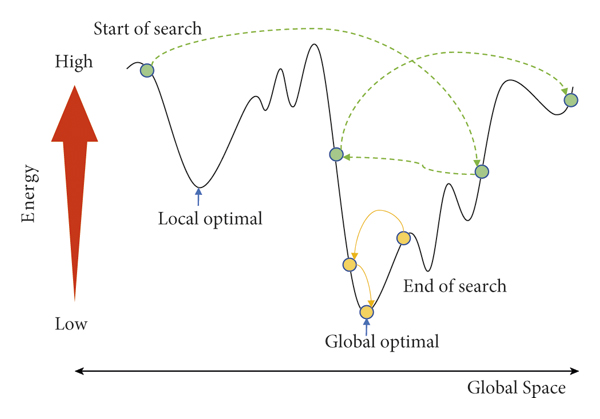 Start of search
High
Energy
Local optimal
End of search
Low
Global optimal
Global Space